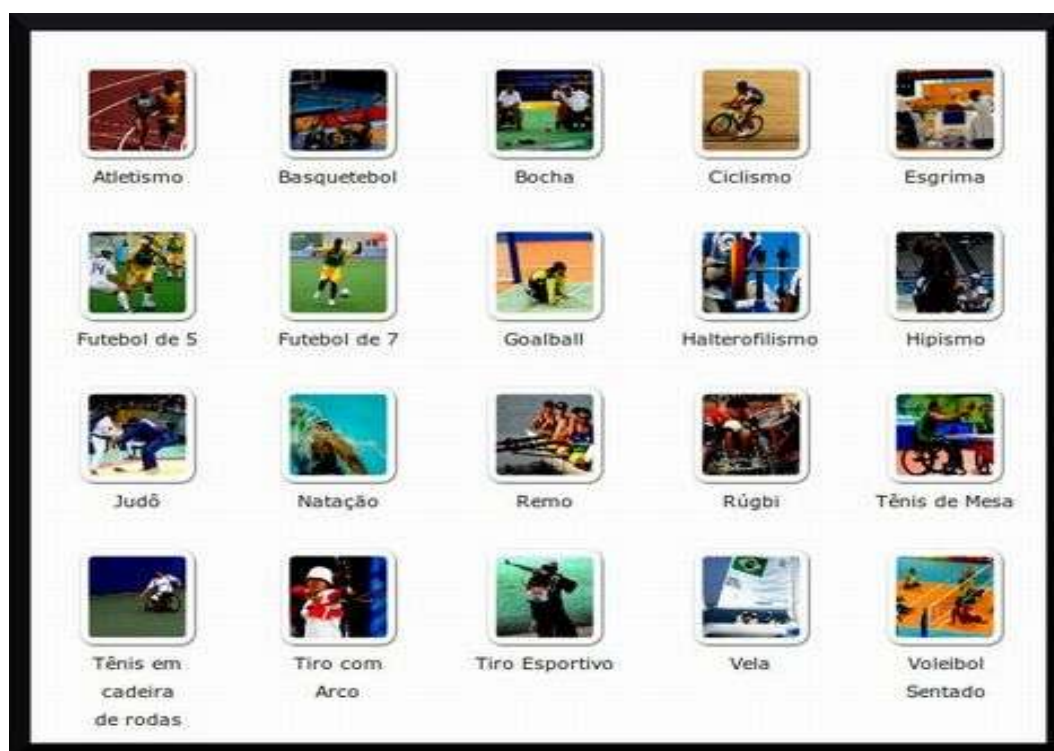 Atletismo
Basquetebol
Bocha
Ciclismo
Esgrima
Futebol de 5
Futebol de 7
Goalball
Halterofilismo
Hipismo
Judô
Natação
Remo
Rúgbi
Tênis de Mesa
Tênis em
cadeira
de rodas
Tiro com
Arco
Tiro Esportivo
Vela
Voleibol
Sentado